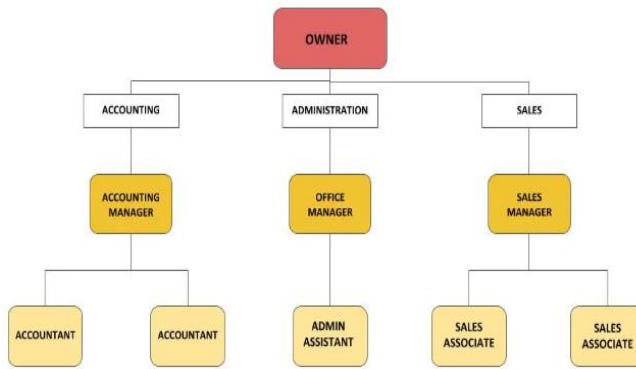 OWNER
ACCOUNTING
ADMINISTRATION
SALES
ACCOUNTING
MANAGER
OFFICE
MANAGER
SALES
MANAGER
ACCOUNTANT
ACCOUNTANT
ADMIN
ASSISTANT
SALES
ASSOCIATE
SALES
ASSOCIATE